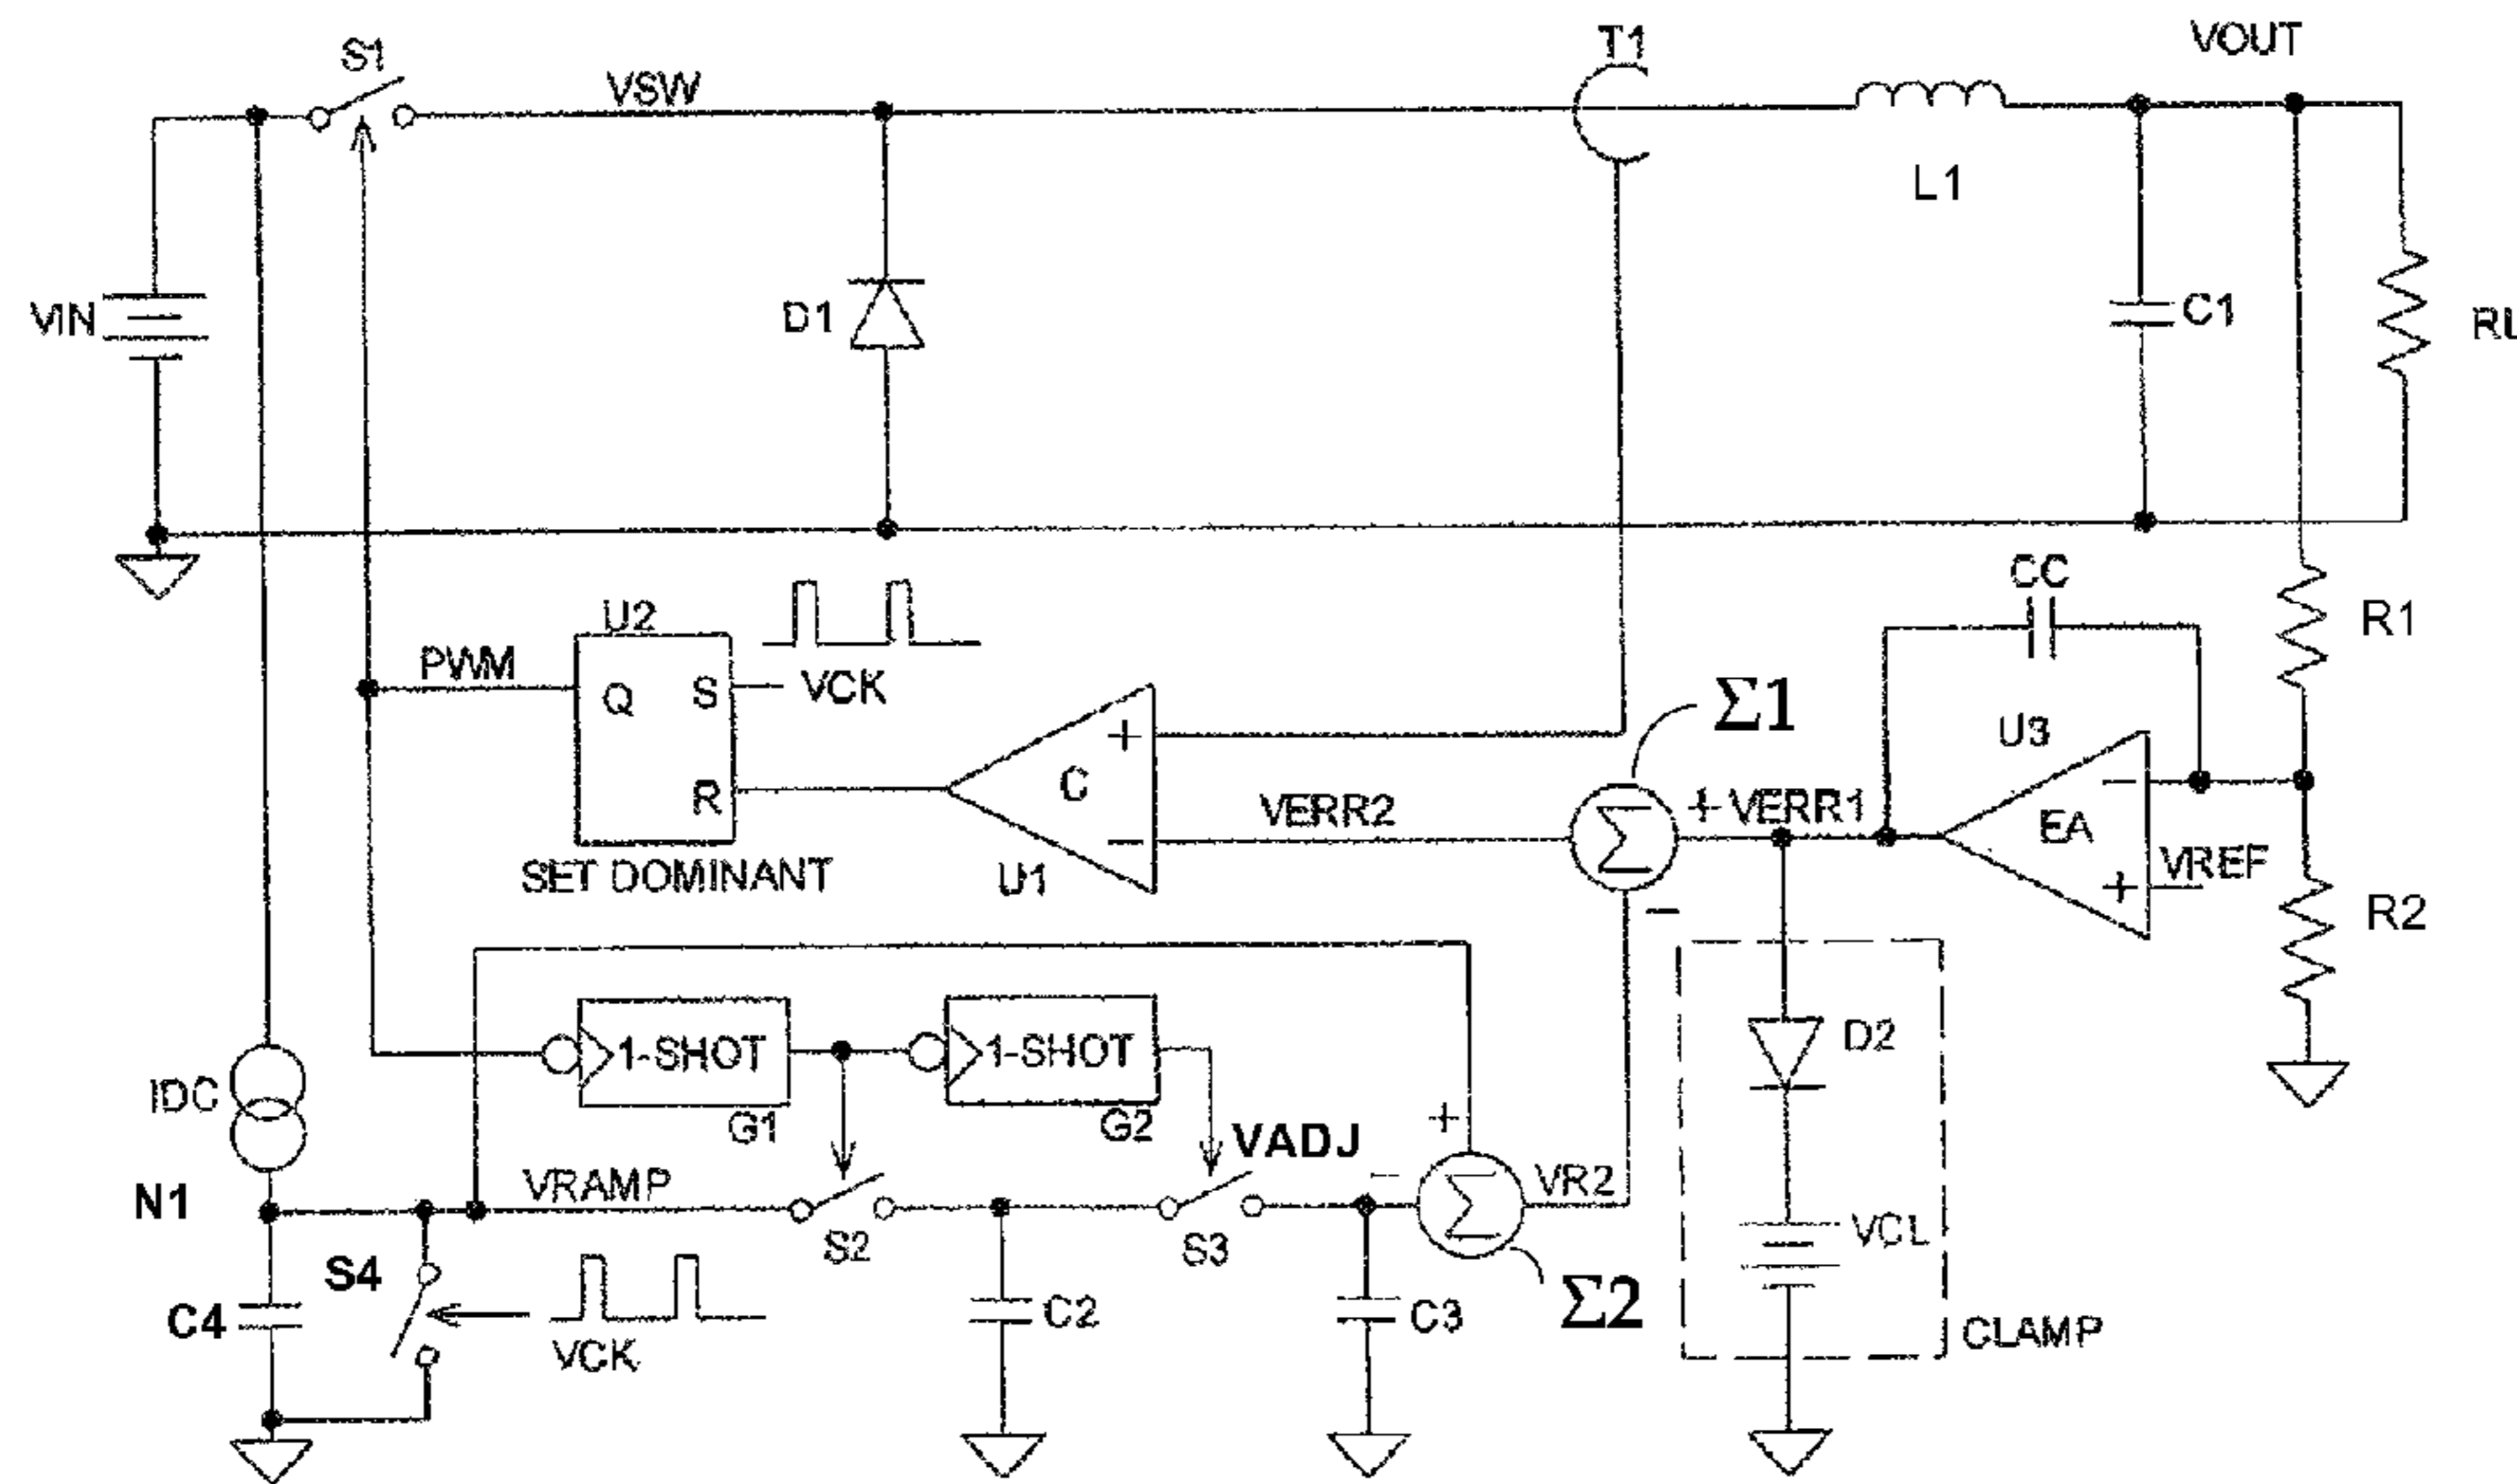 S1
VSW
T1
VOUT
L1
VIN
D1
C1
RL
CC
R1
U2
PWM
Q
S
VCK
R
SET DOMINANT
C
+
−
U1
VERR2
Σ1
Σ
+ VERR1
−
U3
−
EA
VREF
+
R2
1-SHOT
G1
1-SHOT
G2
D2
IDC
VADJ
+
−
VR2
Σ
Σ2
N1
VRAMP
S2
S3
VCL
S4
C4
VCK
C2
C3
CLAMP